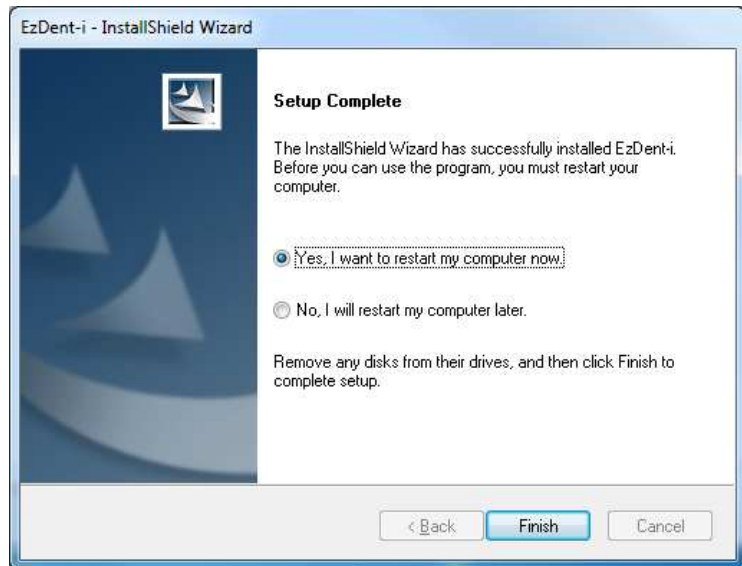 EzDent-i - InstallShield Wizard
Setup Complete
The InstallShield Wizard has successfully installed EzDent-i.
Before you can use the program, you must restart your
computer.
Yes, I want to restart my computer now.
No, I will restart my computer later.
Remove any disks from their drives, and then click Finish to
complete setup.
< Back
Finish
Cancel